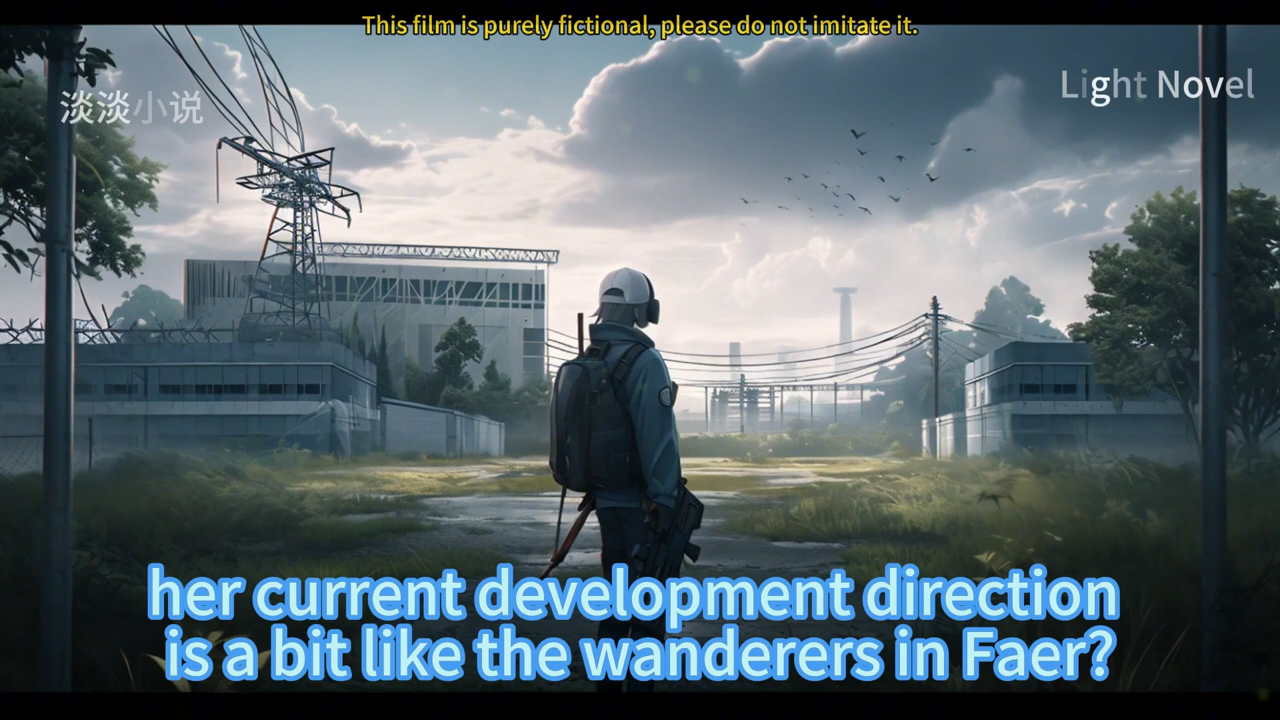 This film is purely fictional, please do not imitate it.
淡淡小说
Light Novel
her current development direction
is a bit like the wanderers in Faer?